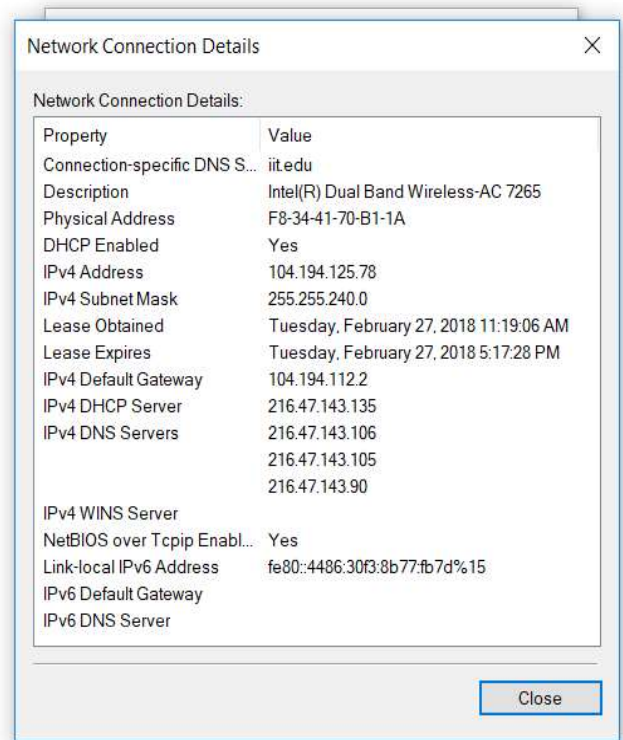 Network Connection Details
Network Connection Details:
Property Value
Connection-specific DNS S... iit.edu
Description Intel(R) Dual Band Wireless-AC 7265
Physical Address F8-34-41-70-B1-1A
DHCP Enabled Yes
IPv4 Address 104.194.125.78
IPv4 Subnet Mask 255.255.240.0
Lease Obtained Tuesday, February 27, 2018 11:19:06 AM
Lease Expires Tuesday, February 27, 2018 5:17:28 PM
IPv4 Default Gateway 104.194.112.2
IPv4 DHCP Server 216.47.143.135
IPv4 DNS Servers 216.47.143.106
216.47.143.105
216.47.143.90
IPv4 WINS Server
NetBIOS over Tcpip Enabl... Yes
Link-local IPv6 Address fe80::4486:30f3:8b77:fb7d%15
IPv6 Default Gateway
IPv6 DNS Server
Close